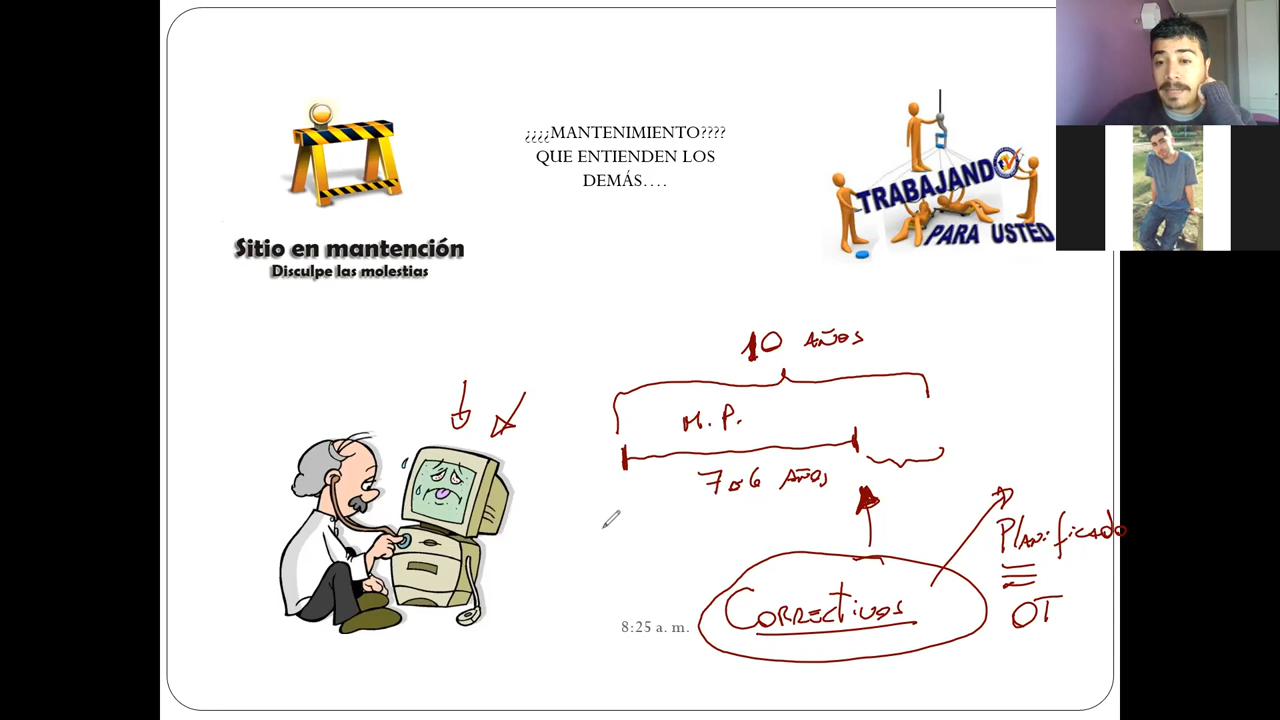 ¿¿¿¿MANTENIMIENTO????
QUE ENTIENDEN LOS
DEMÁS....
TRABAJANDO
PARA USTED
Sitio en mantención
Disculpe las molestias
10 AÑOS
M.P.
7 o 6 AÑOS
Planificado
OT
CORRECTIVOS
8:25 a. m.